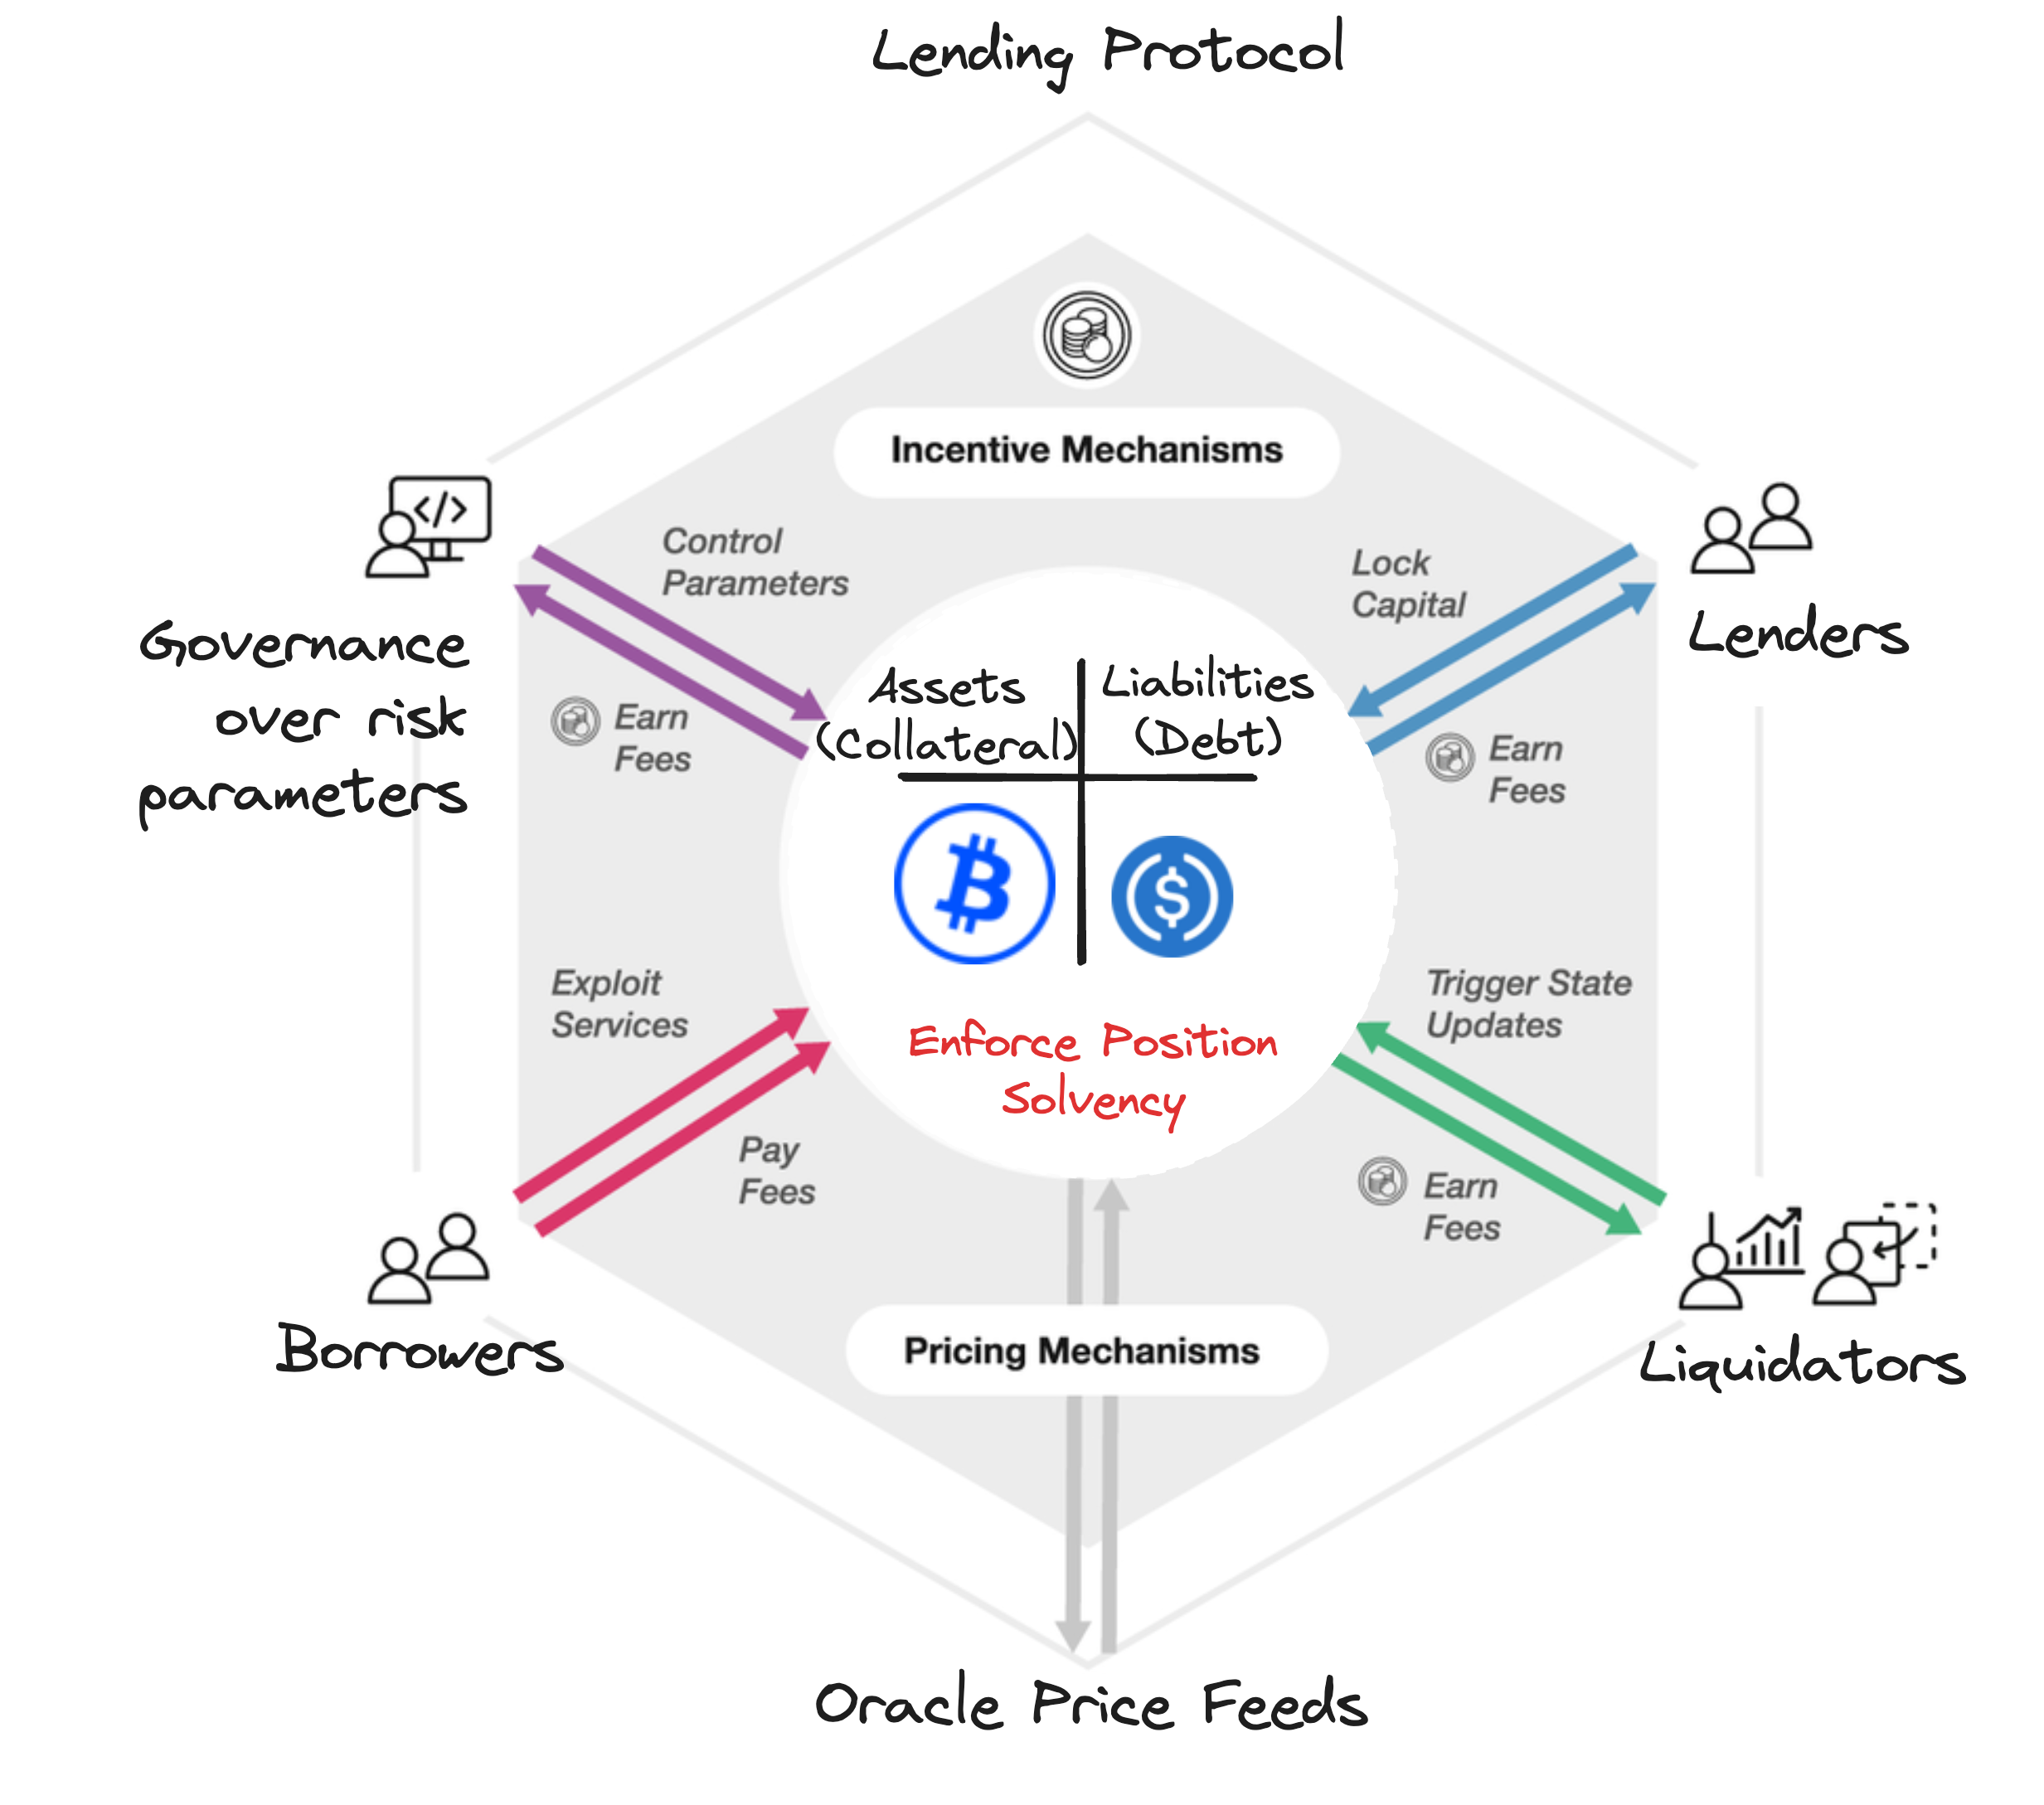 Lending Protocol
Incentive Mechanisms
Control
Parameters
Lock
Capital
Governance
over risk
parameters
Lenders
Earn
Fees
Assets
(Collateral)
Liabilities
(Debt)
Earn
Fees
Exploit
Services
Trigger State
Updates
Enforce Position
Solvency
Pay
Fees
Earn
Fees
Borrowers
Pricing Mechanisms
Liquidators
Oracle Price Feeds